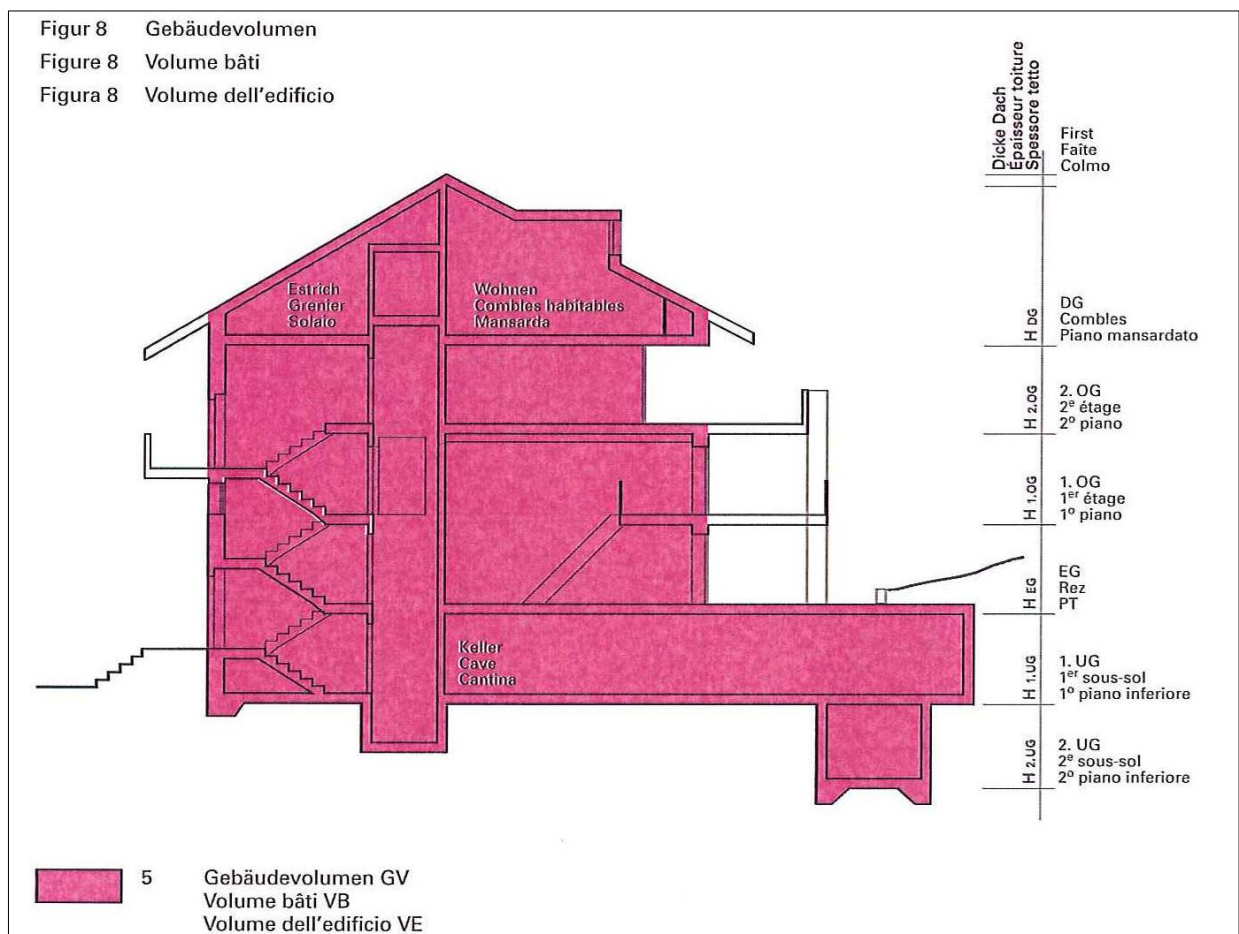 Figur 8 Gebäudevolumen
Figure 8 Volume bâti
Figura 8 Volume dell'edificio
Dicke Dach
Épaisseur toiture
Spessore tetto
First
Faîte
Colmo
Estrich
Grenier
Solaio
Wohnen
Combles habitables
Mansarda
H DG
DG
Combles
Piano mansardato
H 2.OG
2. OG
2e étage
2o piano
H 1.OG
1. OG
1er étage
1o piano
H EG
EG
Rez
PT
Keller
Cave
Cantina
H 1.UG
1. UG
1er sous-sol
1o piano inferiore
H 2.UG
2. UG
2e sous-sol
2o piano inferiore
5 Gebäudevolumen GV
Volume bâti VB
Volume dell'edificio VE